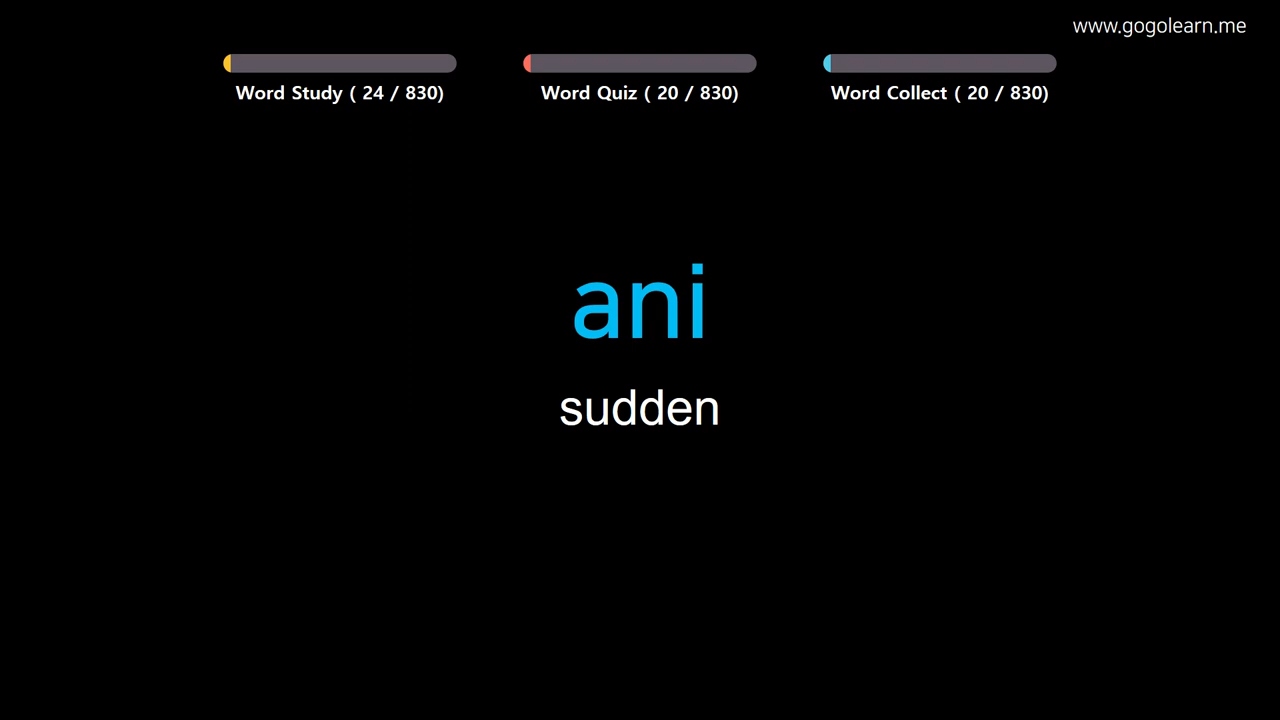 www.gogolearn.me
Word Study ( 24 / 830)
Word Quiz ( 20 / 830)
Word Collect ( 20 / 830)
ani
sudden